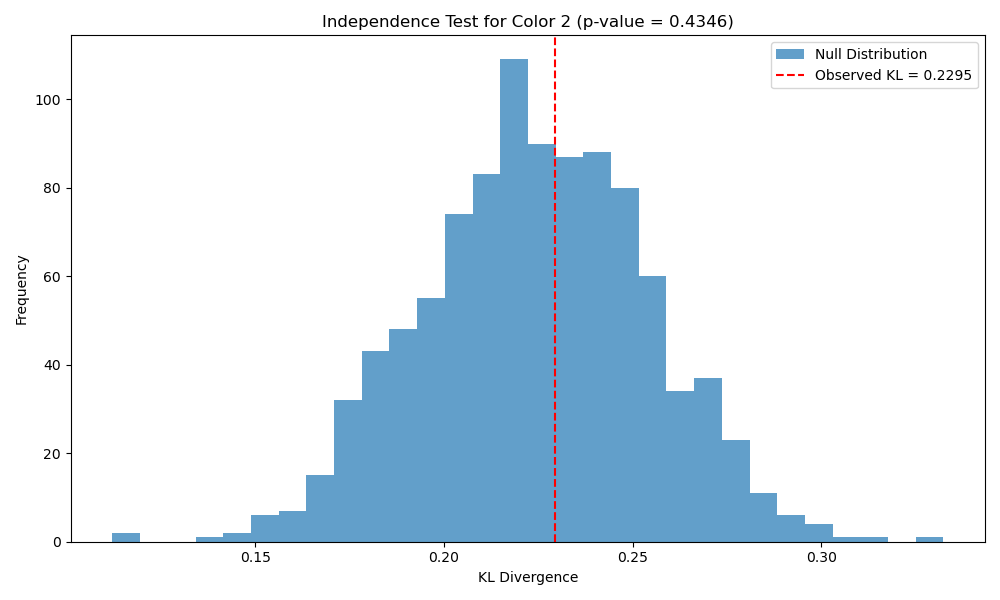 Independence Test for Color 2 (p-value = 0.4346)
Null Distribution
Observed KL = 0.2295
Frequency
100
80
60
40
20
0
0.15 0.20 0.25 0.30
KL Divergence